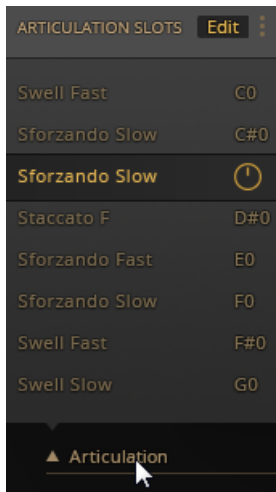 ARTICULATION SLOTS Edit
Swell Fast C0
Sforzando Slow C#0
Sforzando Slow
Staccato F D#0
Sforzando Fast E0
Sforzando Slow F0
Swell Fast F#0
Swell Slow G0
▲ Articulation